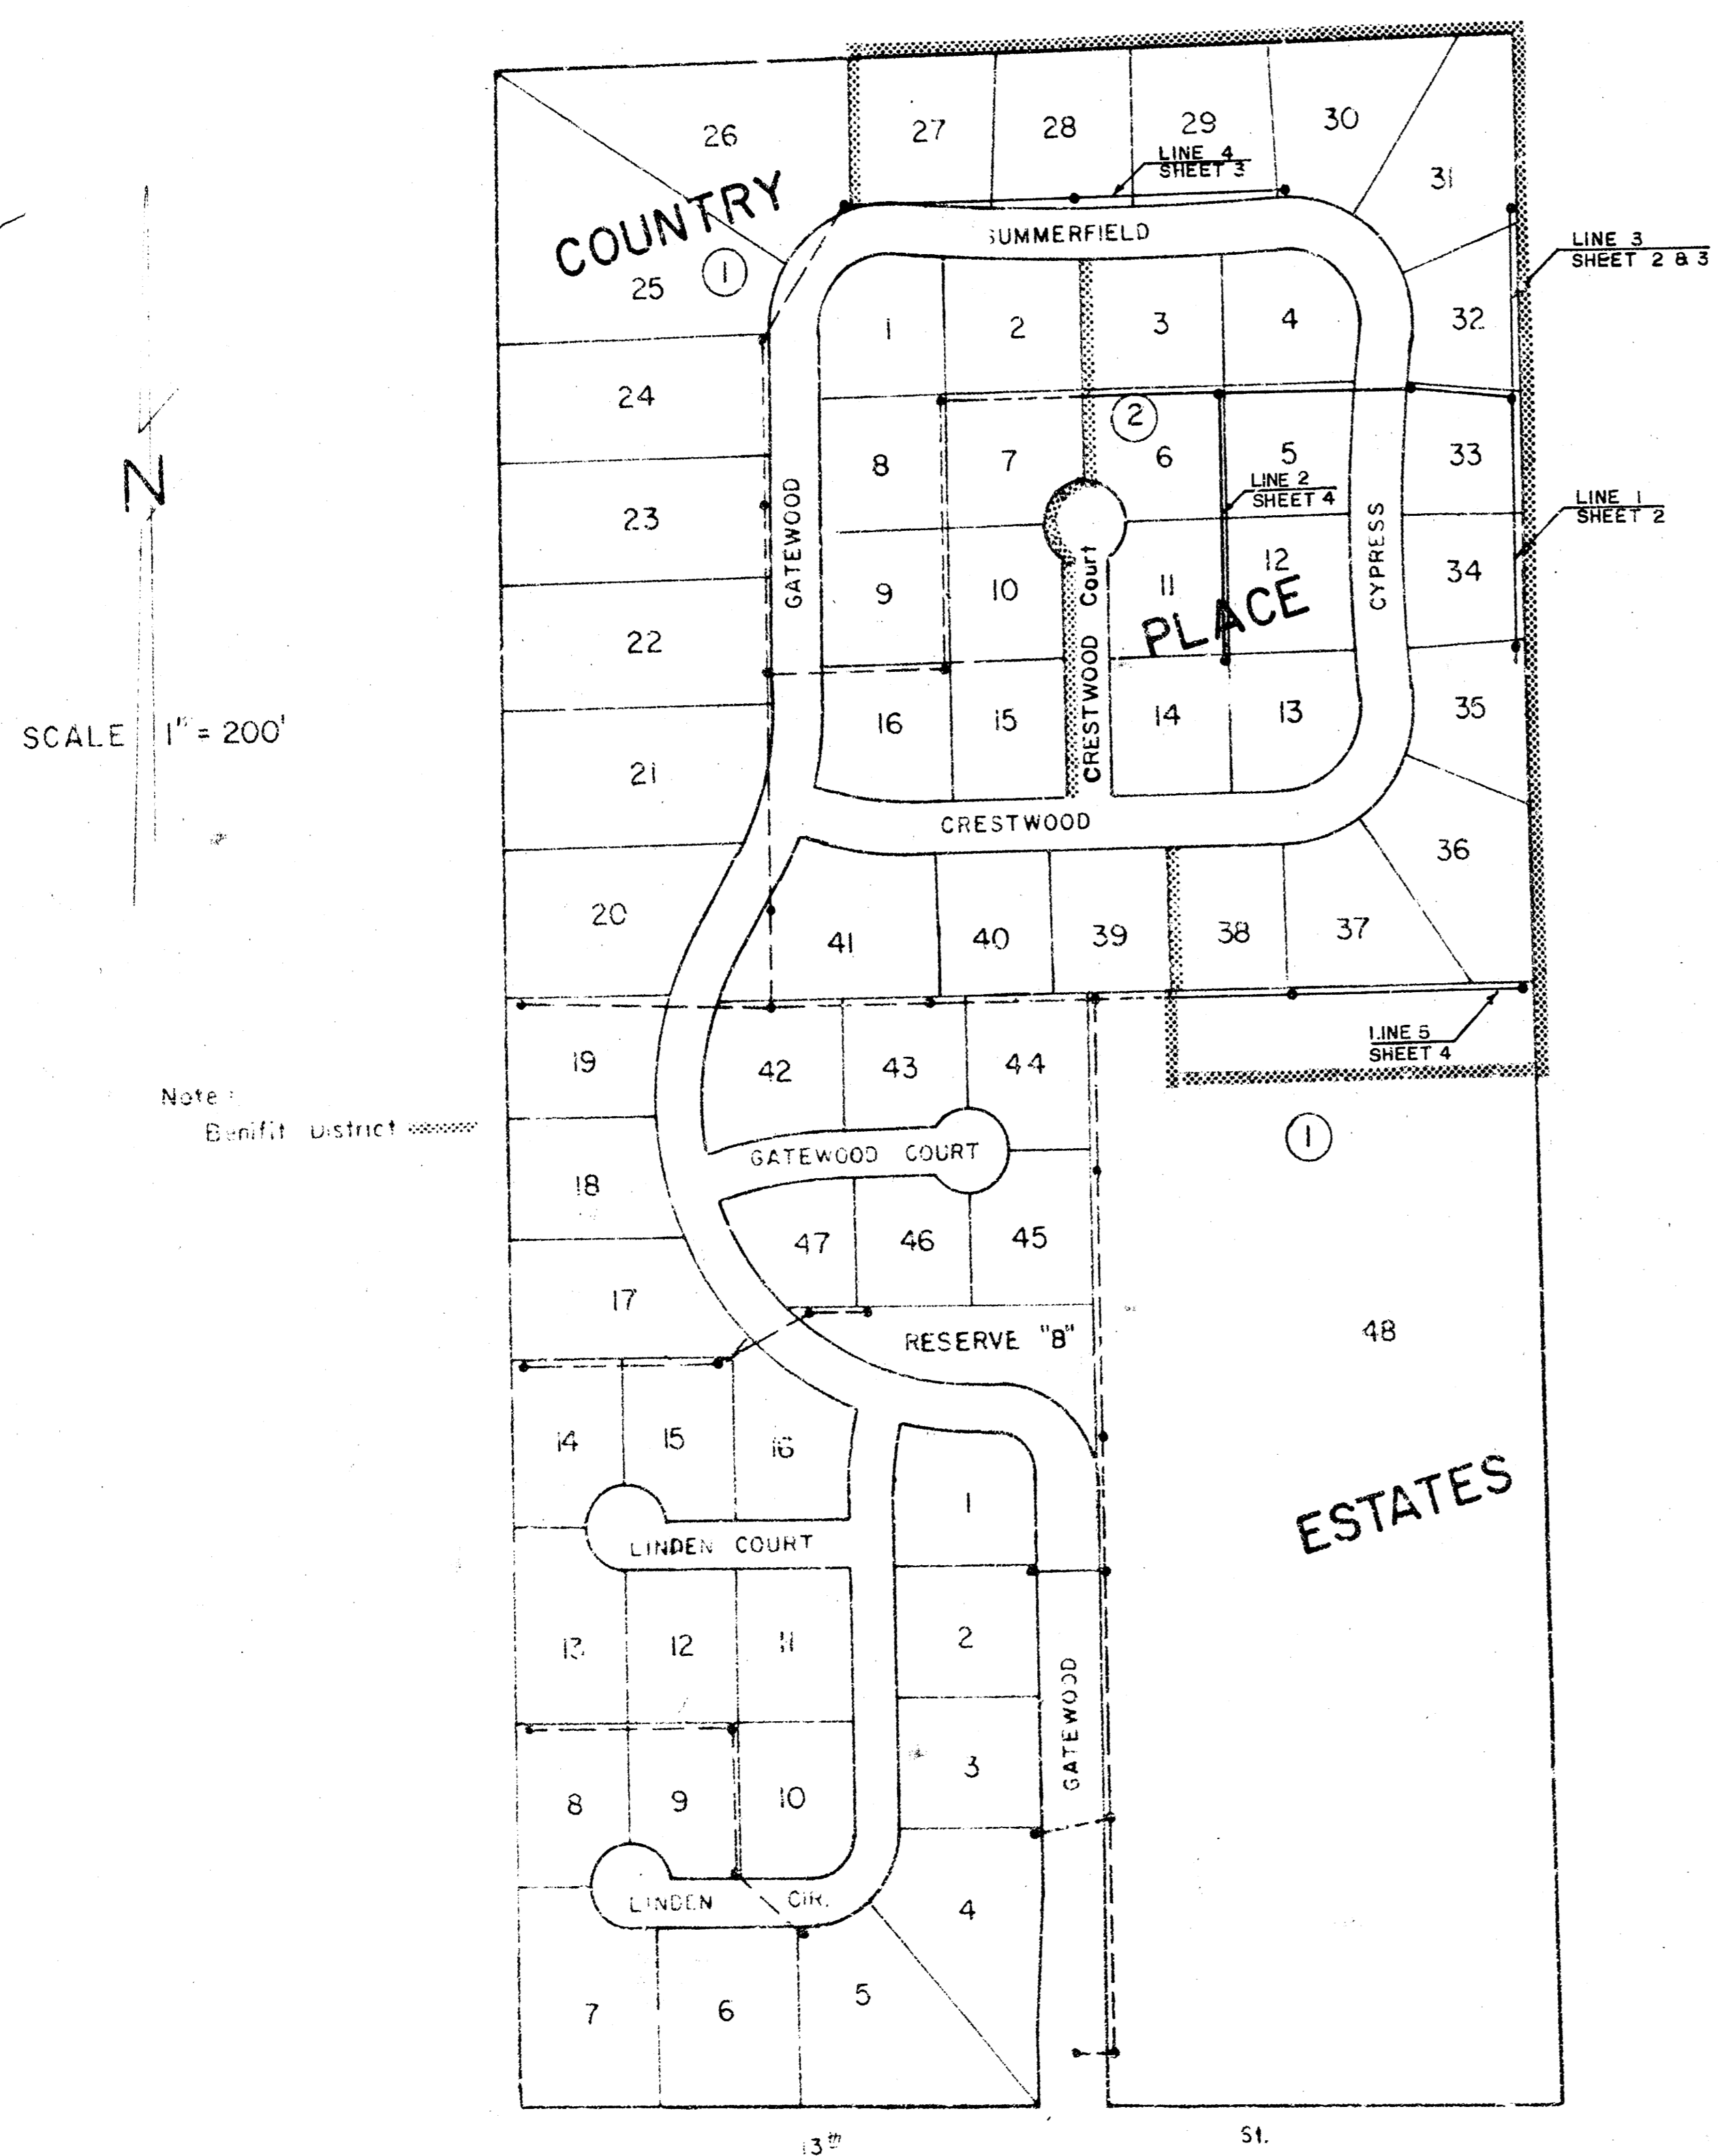 26
27
28
29
30
31
LINE 4
SHEET 3
COUNTRY
1
SUMMERFIELD
LINE 3
SHEET 2 & 3
25
1
2
3
4
32
24
2
N
8
7
6
5
33
LINE 2
SHEET 4
LINE 1
SHEET 2
23
GATEWOOD
CYPRESS
9
10
CRESTWOOD Court
11
12
34
PLACE
22
SCALE 1" = 200'
21
16
15
14
13
35
CRESTWOOD
36
20
41
40
39
38
37
LINE 5
SHEET 4
19
42
43
44
Note:
Benifit District
1
18
GATEWOOD COURT
47
46
45
17
RESERVE "B"
48
14
15
16
ESTATES
1
LINDEN COURT
13
12
11
2
GATEWOOD
3
8
9
10
LINDEN CIR.
4
7
6
5
13th St.